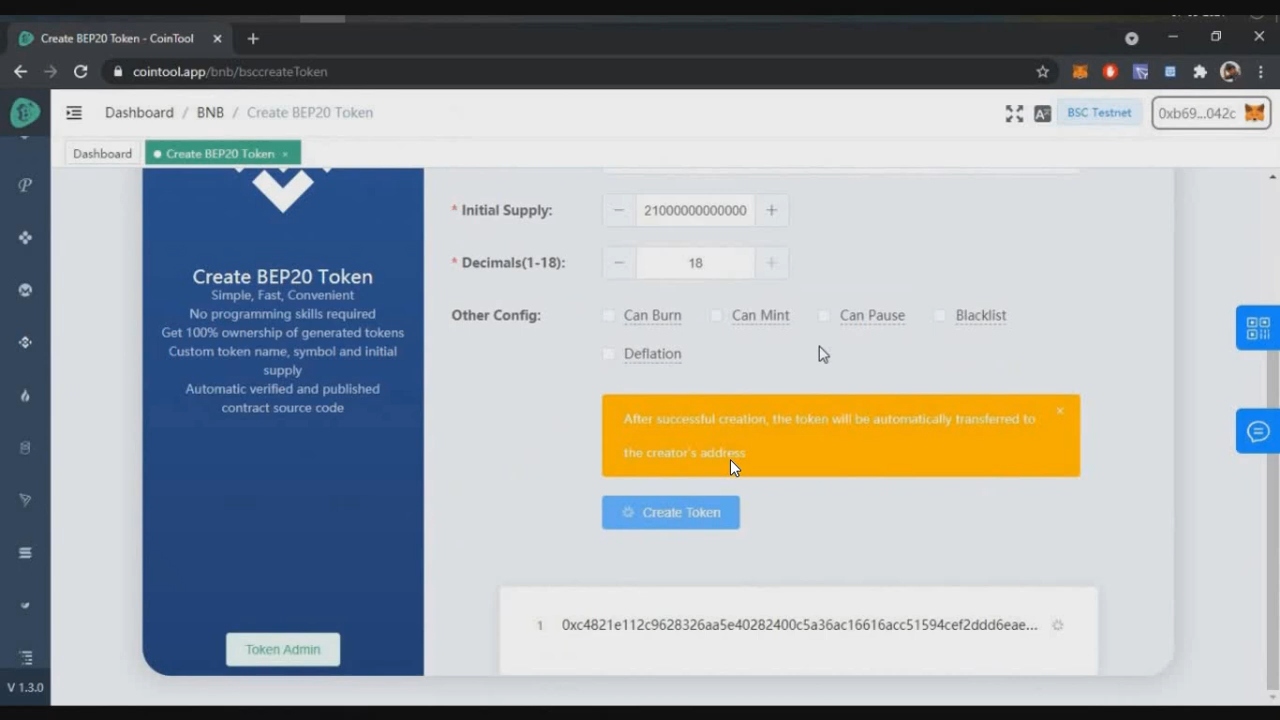 Create BEP20 Token - CoinTool
cointool.app/bnb/bsccreateToken
Dashboard / BNB / Create BEP20 Token
BSC Testnet
0xb69...042c
Dashboard
Create BEP20 Token
* Initial Supply:
21000000000000
* Decimals(1-18):
18
Other Config:
Can Burn
Can Mint
Can Pause
Blacklist
Deflation
Create BEP20 Token
Simple, Fast, Convenient
No programming skills required
Get 100% ownership of generated tokens
Custom token name, symbol and initial
supply
Automatic verified and published
contract source code
After successful creation, the token will be automatically transferred to
the creator's address
Create Token
1 0xc4821e112c9628326aa5e40282400c5a36ac16616acc51594cef2ddd6eae...
Token Admin
V 1.3.0